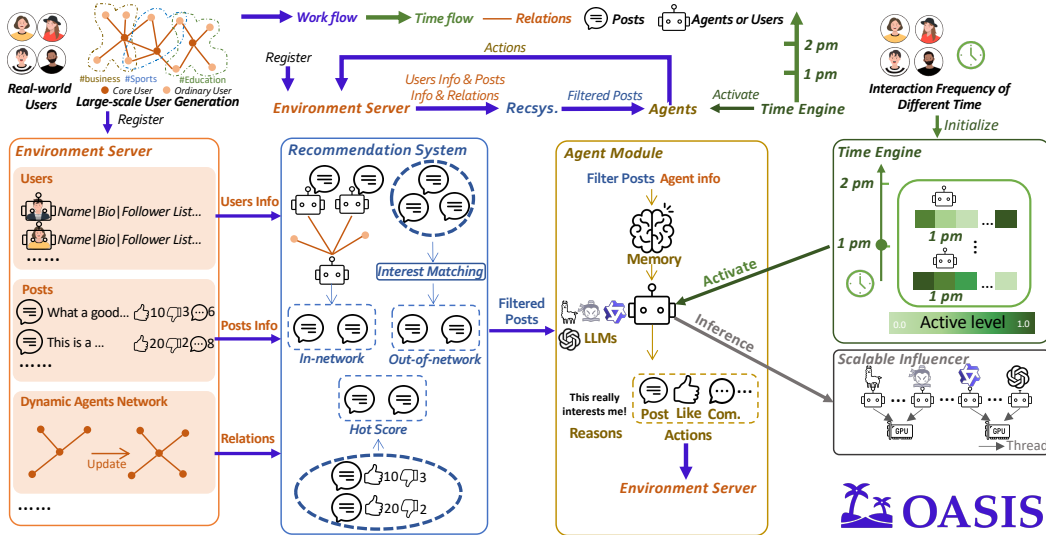 Work flow
Time flow
Relations
Posts
Agents or Users
#business
#Sports
#Education
Core User
Ordinary User
Real-world
Users
Large-scale User Generation
Register
Register
Actions
Environment Server
Users Info & Posts
Info & Relations
Recsys.
Filtered Posts
Agents
Activate
Time Engine
2 pm
1 pm
Interaction Frequency of
Different Time
Initialize
Environment Server
Users
Name|Bio|Follower List...
Name|Bio|Follower List...
......
Posts
What a good... 10 3 6
This is a ... 20 2 8
......
Dynamic Agents Network
Update
......
Users Info
Posts Info
Relations
Recommendation System
Interest Matching
In-network
Out-of-network
Hot Score
10 3
20 2
Filtered
Posts
Agent Module
Filter Posts Agent info
Memory
LLMs
This really
interests me!
Reasons
Post Like Com.
Actions
Environment Server
Activate
Inference
Time Engine
2 pm
1 pm
...
1 pm
...
1 pm
0.0 Active level 1.0
Scalable Influencer
... ... ...
GPU
GPU
Thread
OASIS